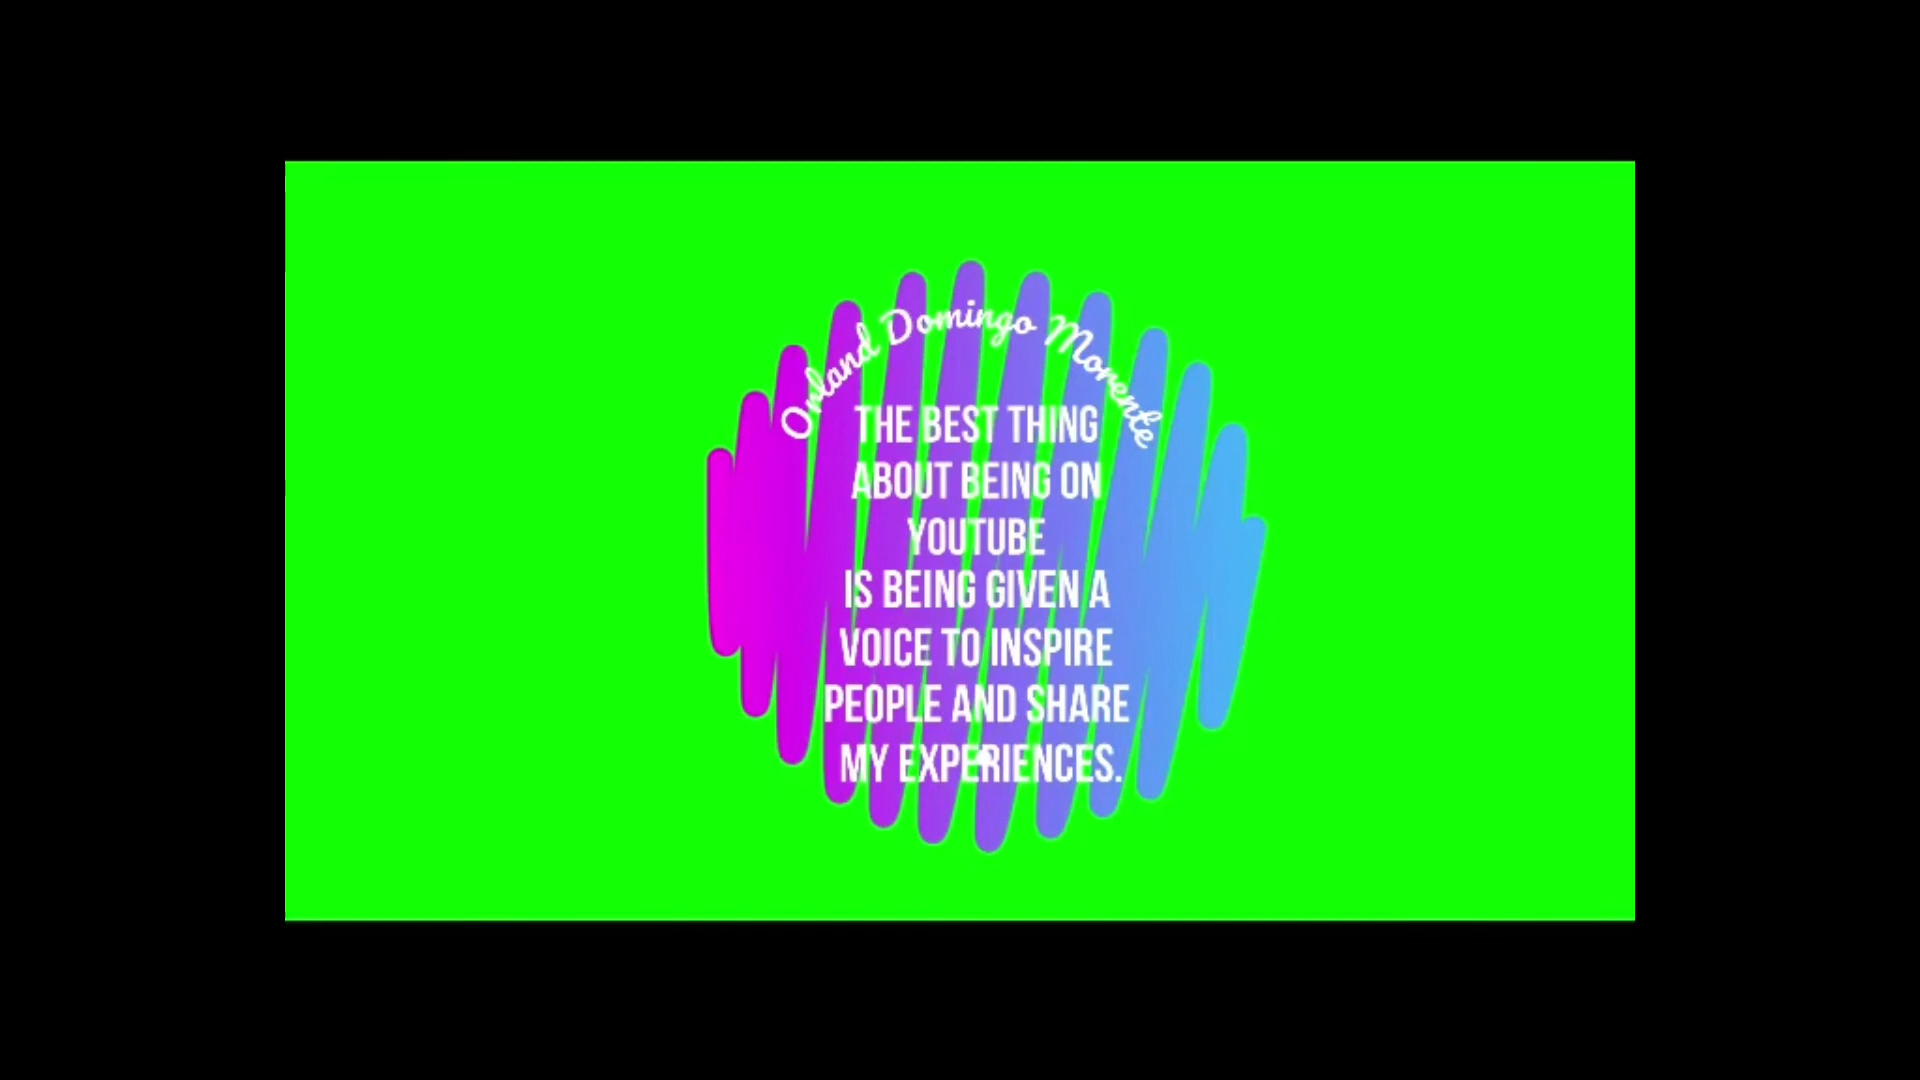 Orland Domingo Morente
THE BEST THING
ABOUT BEING ON
YOUTUBE
IS BEING GIVEN A
VOICE TO INSPIRE
PEOPLE AND SHARE
MY EXPERIENCES.